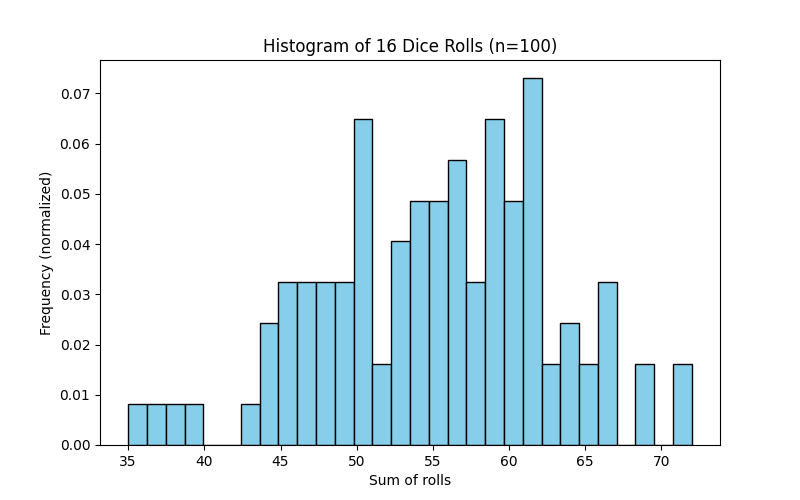 Histogram of 16 Dice Rolls (n=100)
Frequency (normalized)
0.07
0.06
0.05
0.04
0.03
0.02
0.01
0.00
35 40 45 50 55 60 65 70
Sum of rolls